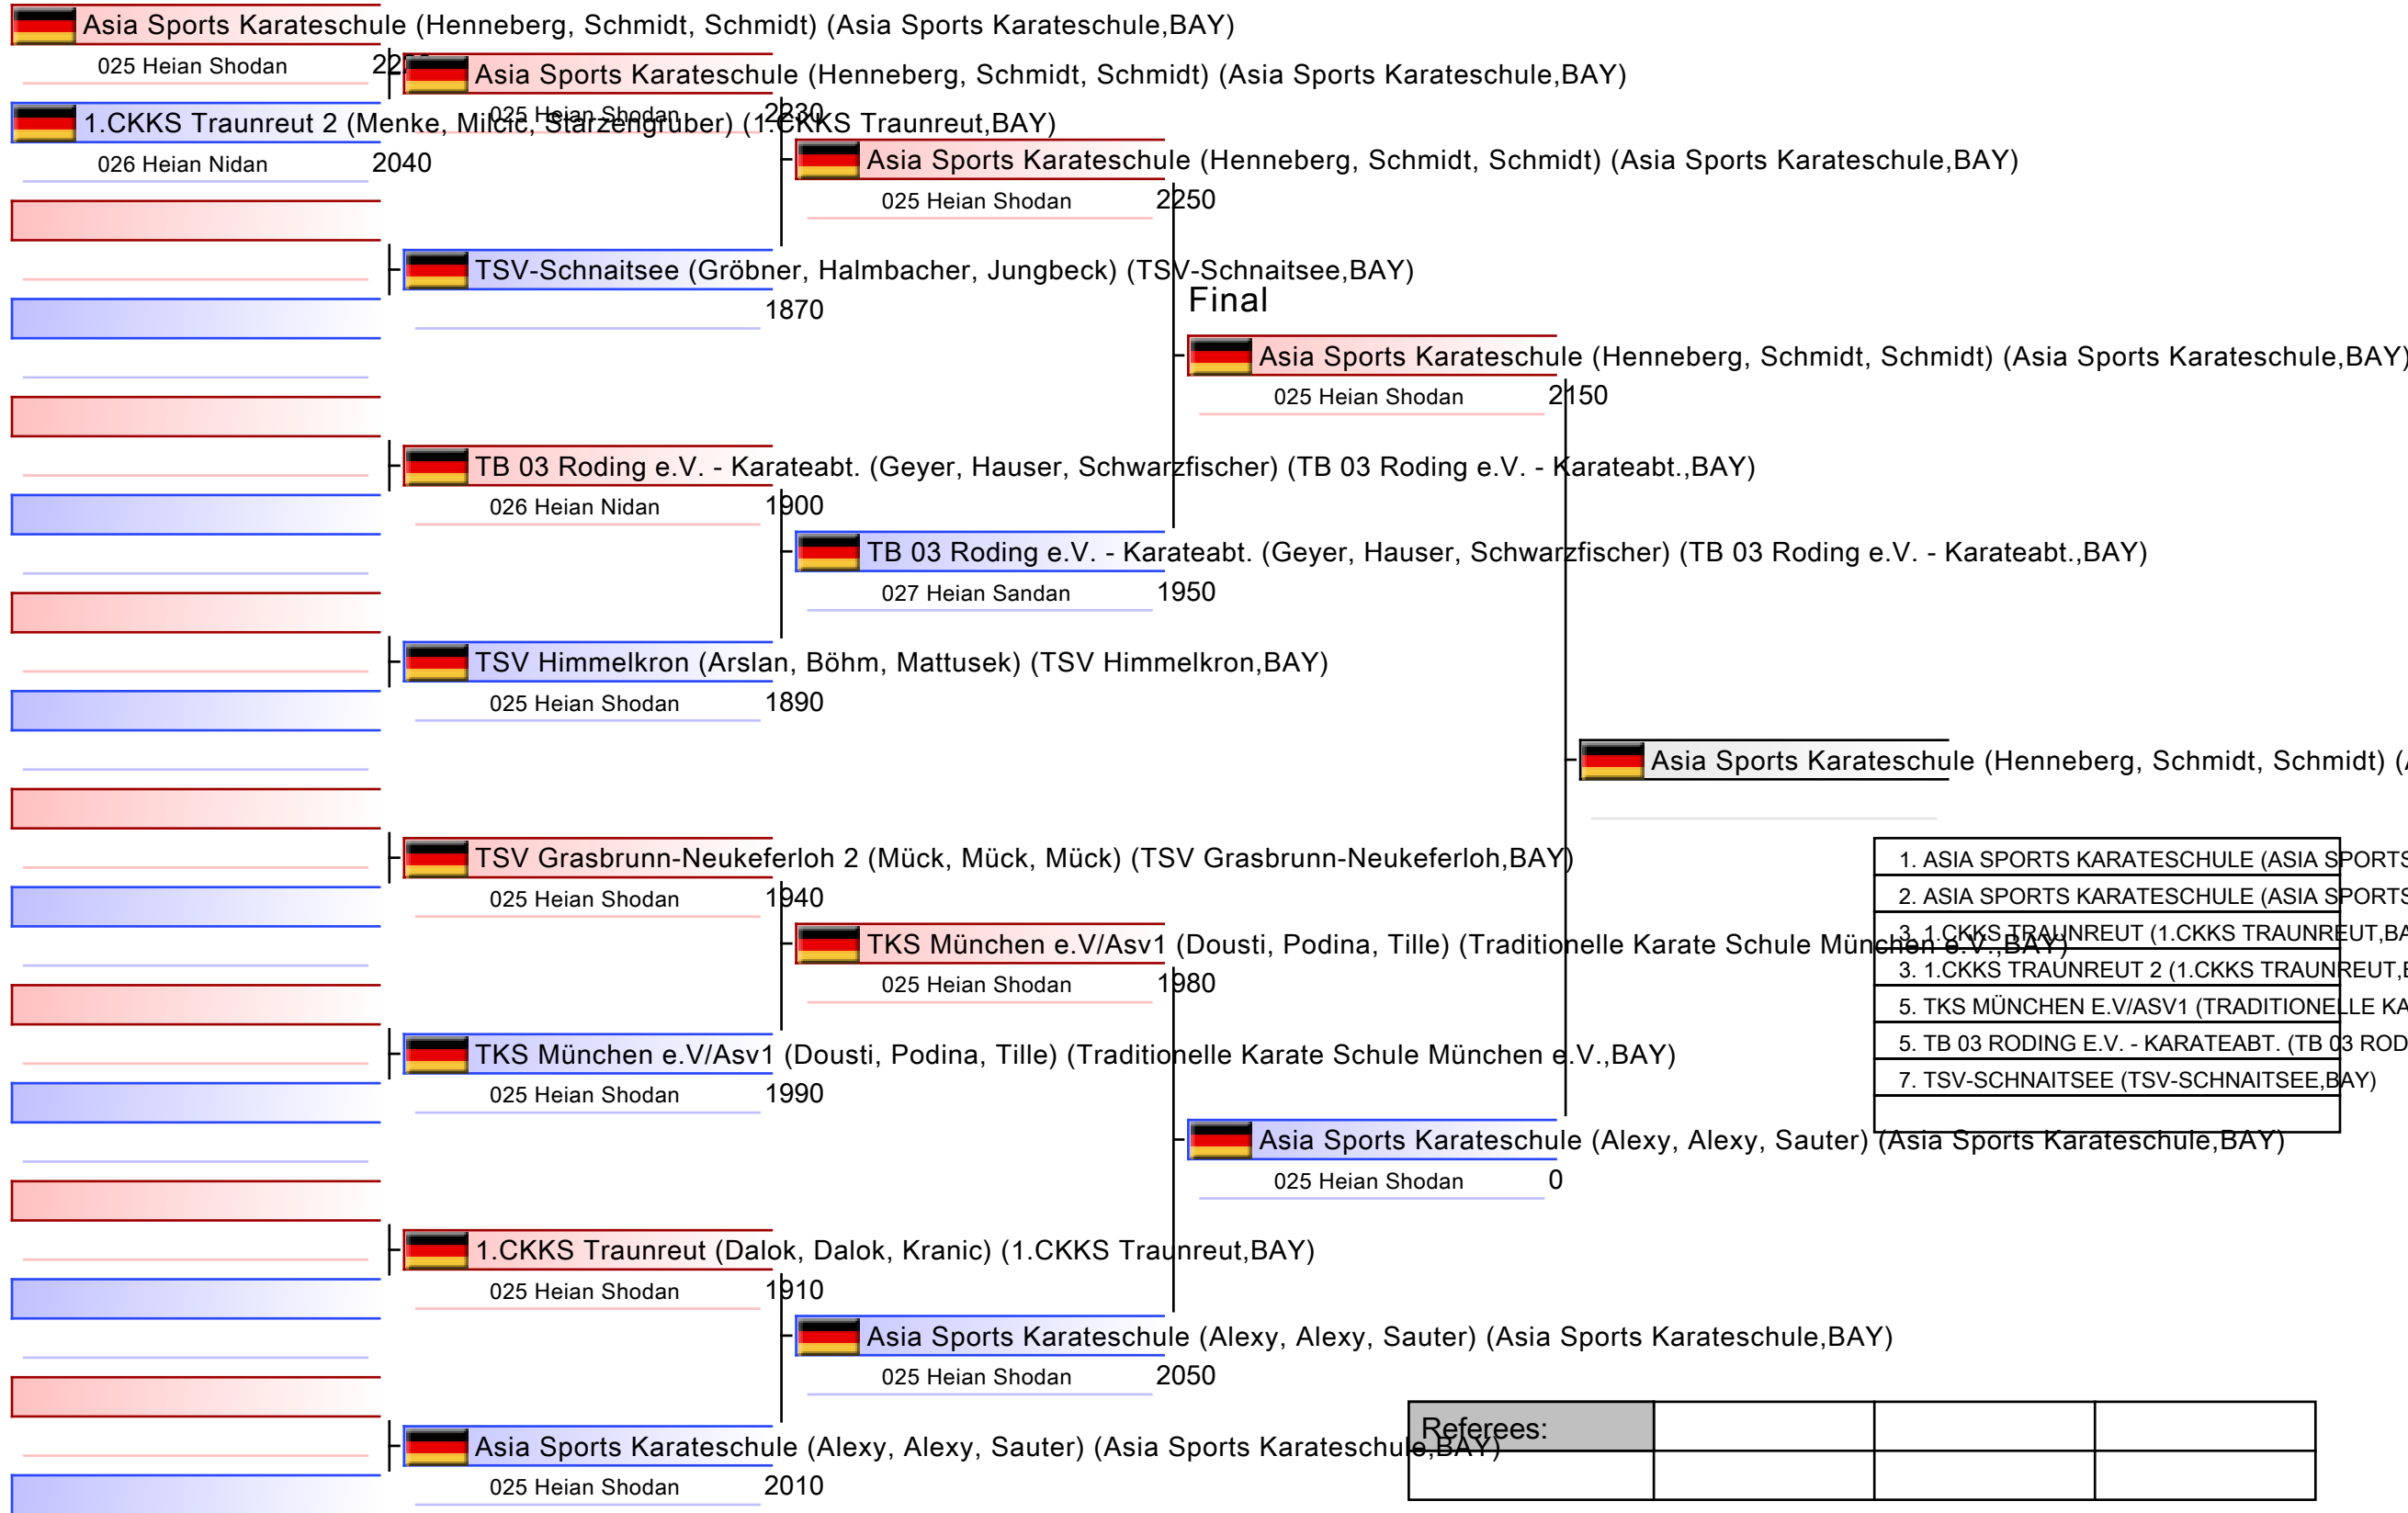 Asia Sports Karateschule (Henneberg, Schmidt, Schmidt) (Asia Sports Karateschule,BAY)
025 Heian Shodan
1.CKKS Traunreut 2 (Menke, Milcic, Starzengruber) (1.CKKS Traunreut,BAY)
026 Heian Nidan 2040
Asia Sports Karateschule (Henneberg, Schmidt, Schmidt) (Asia Sports Karateschule,BAY)
025 Heian Shodan 2230
TSV-Schnaitsee (Gröbner, Halmbacher, Jungbeck) (TSV-Schnaitsee,BAY)
1870
TB 03 Roding e.V. - Karateabt. (Geyer, Hauser, Schwarzfischer) (TB 03 Roding e.V. - Karateabt.,BAY)
026 Heian Nidan 1900
TSV Himmelkron (Arslan, Böhm, Mattusek) (TSV Himmelkron,BAY)
025 Heian Shodan 1890
TSV Grasbrunn-Neukeferloh 2 (Mück, Mück, Mück) (TSV Grasbrunn-Neukeferloh,BAY)
025 Heian Shodan 1940
TKS München e.V/Asv1 (Dousti, Podina, Tille) (Traditionelle Karate Schule München e.V.,BAY)
025 Heian Shodan 1990
1.CKKS Traunreut (Dalok, Dalok, Kranic) (1.CKKS Traunreut,BAY)
025 Heian Shodan 1910
Asia Sports Karateschule (Alexy, Alexy, Sauter) (Asia Sports Karateschule,BAY)
025 Heian Shodan 2010
Asia Sports Karateschule (Henneberg, Schmidt, Schmidt) (Asia Sports Karateschule,BAY)
025 Heian Shodan 2250
TB 03 Roding e.V. - Karateabt. (Geyer, Hauser, Schwarzfischer) (TB 03 Roding e.V. - Karateabt.,BAY)
027 Heian Sandan 1950
TKS München e.V/Asv1 (Dousti, Podina, Tille) (Traditionelle Karate Schule München e.V.,BAY)
025 Heian Shodan 1980
Asia Sports Karateschule (Alexy, Alexy, Sauter) (Asia Sports Karateschule,BAY)
025 Heian Shodan 2050
Final
Asia Sports Karateschule (Henneberg, Schmidt, Schmidt) (Asia Sports Karateschule,BAY)
025 Heian Shodan 2150
Asia Sports Karateschule (Alexy, Alexy, Sauter) (Asia Sports Karateschule,BAY)
025 Heian Shodan 0
Asia Sports Karateschule (Henneberg, Schmidt, Schmidt) (
1. ASIA SPORTS KARATESCHULE (ASIA SPORTS
2. ASIA SPORTS KARATESCHULE (ASIA SPORTS
3. 1.CKKS TRAUNREUT (1.CKKS TRAUNREUT,BA
3. 1.CKKS TRAUNREUT 2 (1.CKKS TRAUNREUT,
5. TKS MÜNCHEN E.V/ASV1 (TRADITIONELLE KA
5. TB 03 RODING E.V. - KARATEABT. (TB 03 ROD
7. TSV-SCHNAITSEE (TSV-SCHNAITSEE,BAY)
Referees: